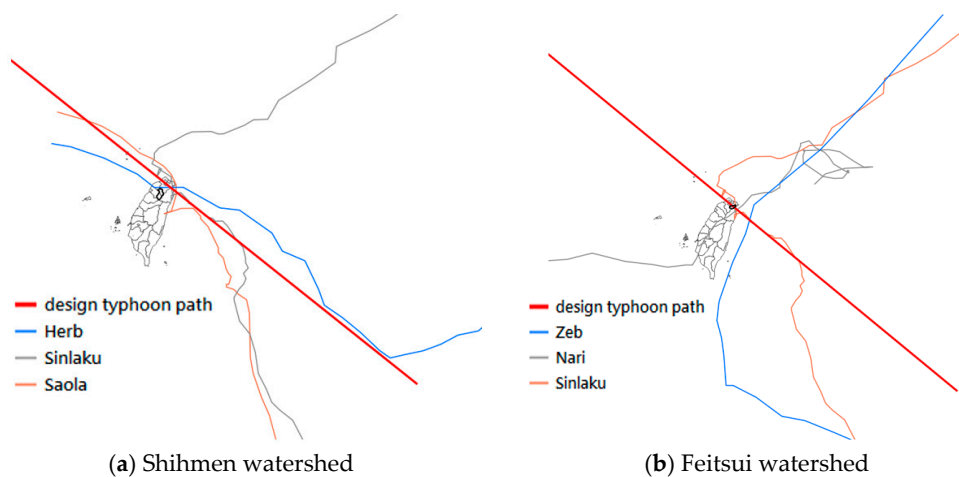 design typhoon path
Herb
Sinlaku
Saola
(a) Shihmen watershed
design typhoon path
Zeb
Nari
Sinlaku
(b) Feitsui watershed